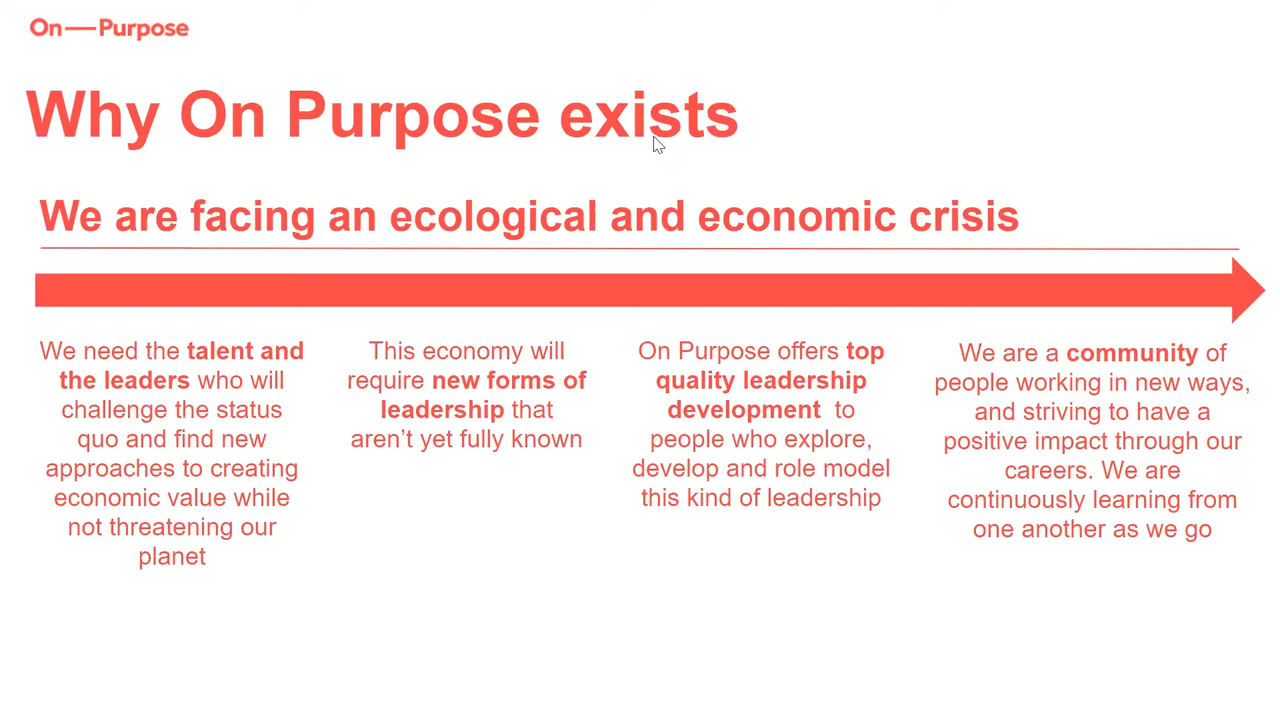 On—Purpose
Why On Purpose exists
We are facing an ecological and economic crisis
We need the talent and
the leaders who will
challenge the status
quo and find new
approaches to creating
economic value while
not threatening our
planet
This economy will
require new forms of
leadership that
aren't yet fully known
On Purpose offers top
quality leadership
development to
people who explore,
develop and role model
this kind of leadership
We are a community of
people working in new ways,
and striving to have a
positive impact through our
careers. We are
continuously learning from
one another as we go